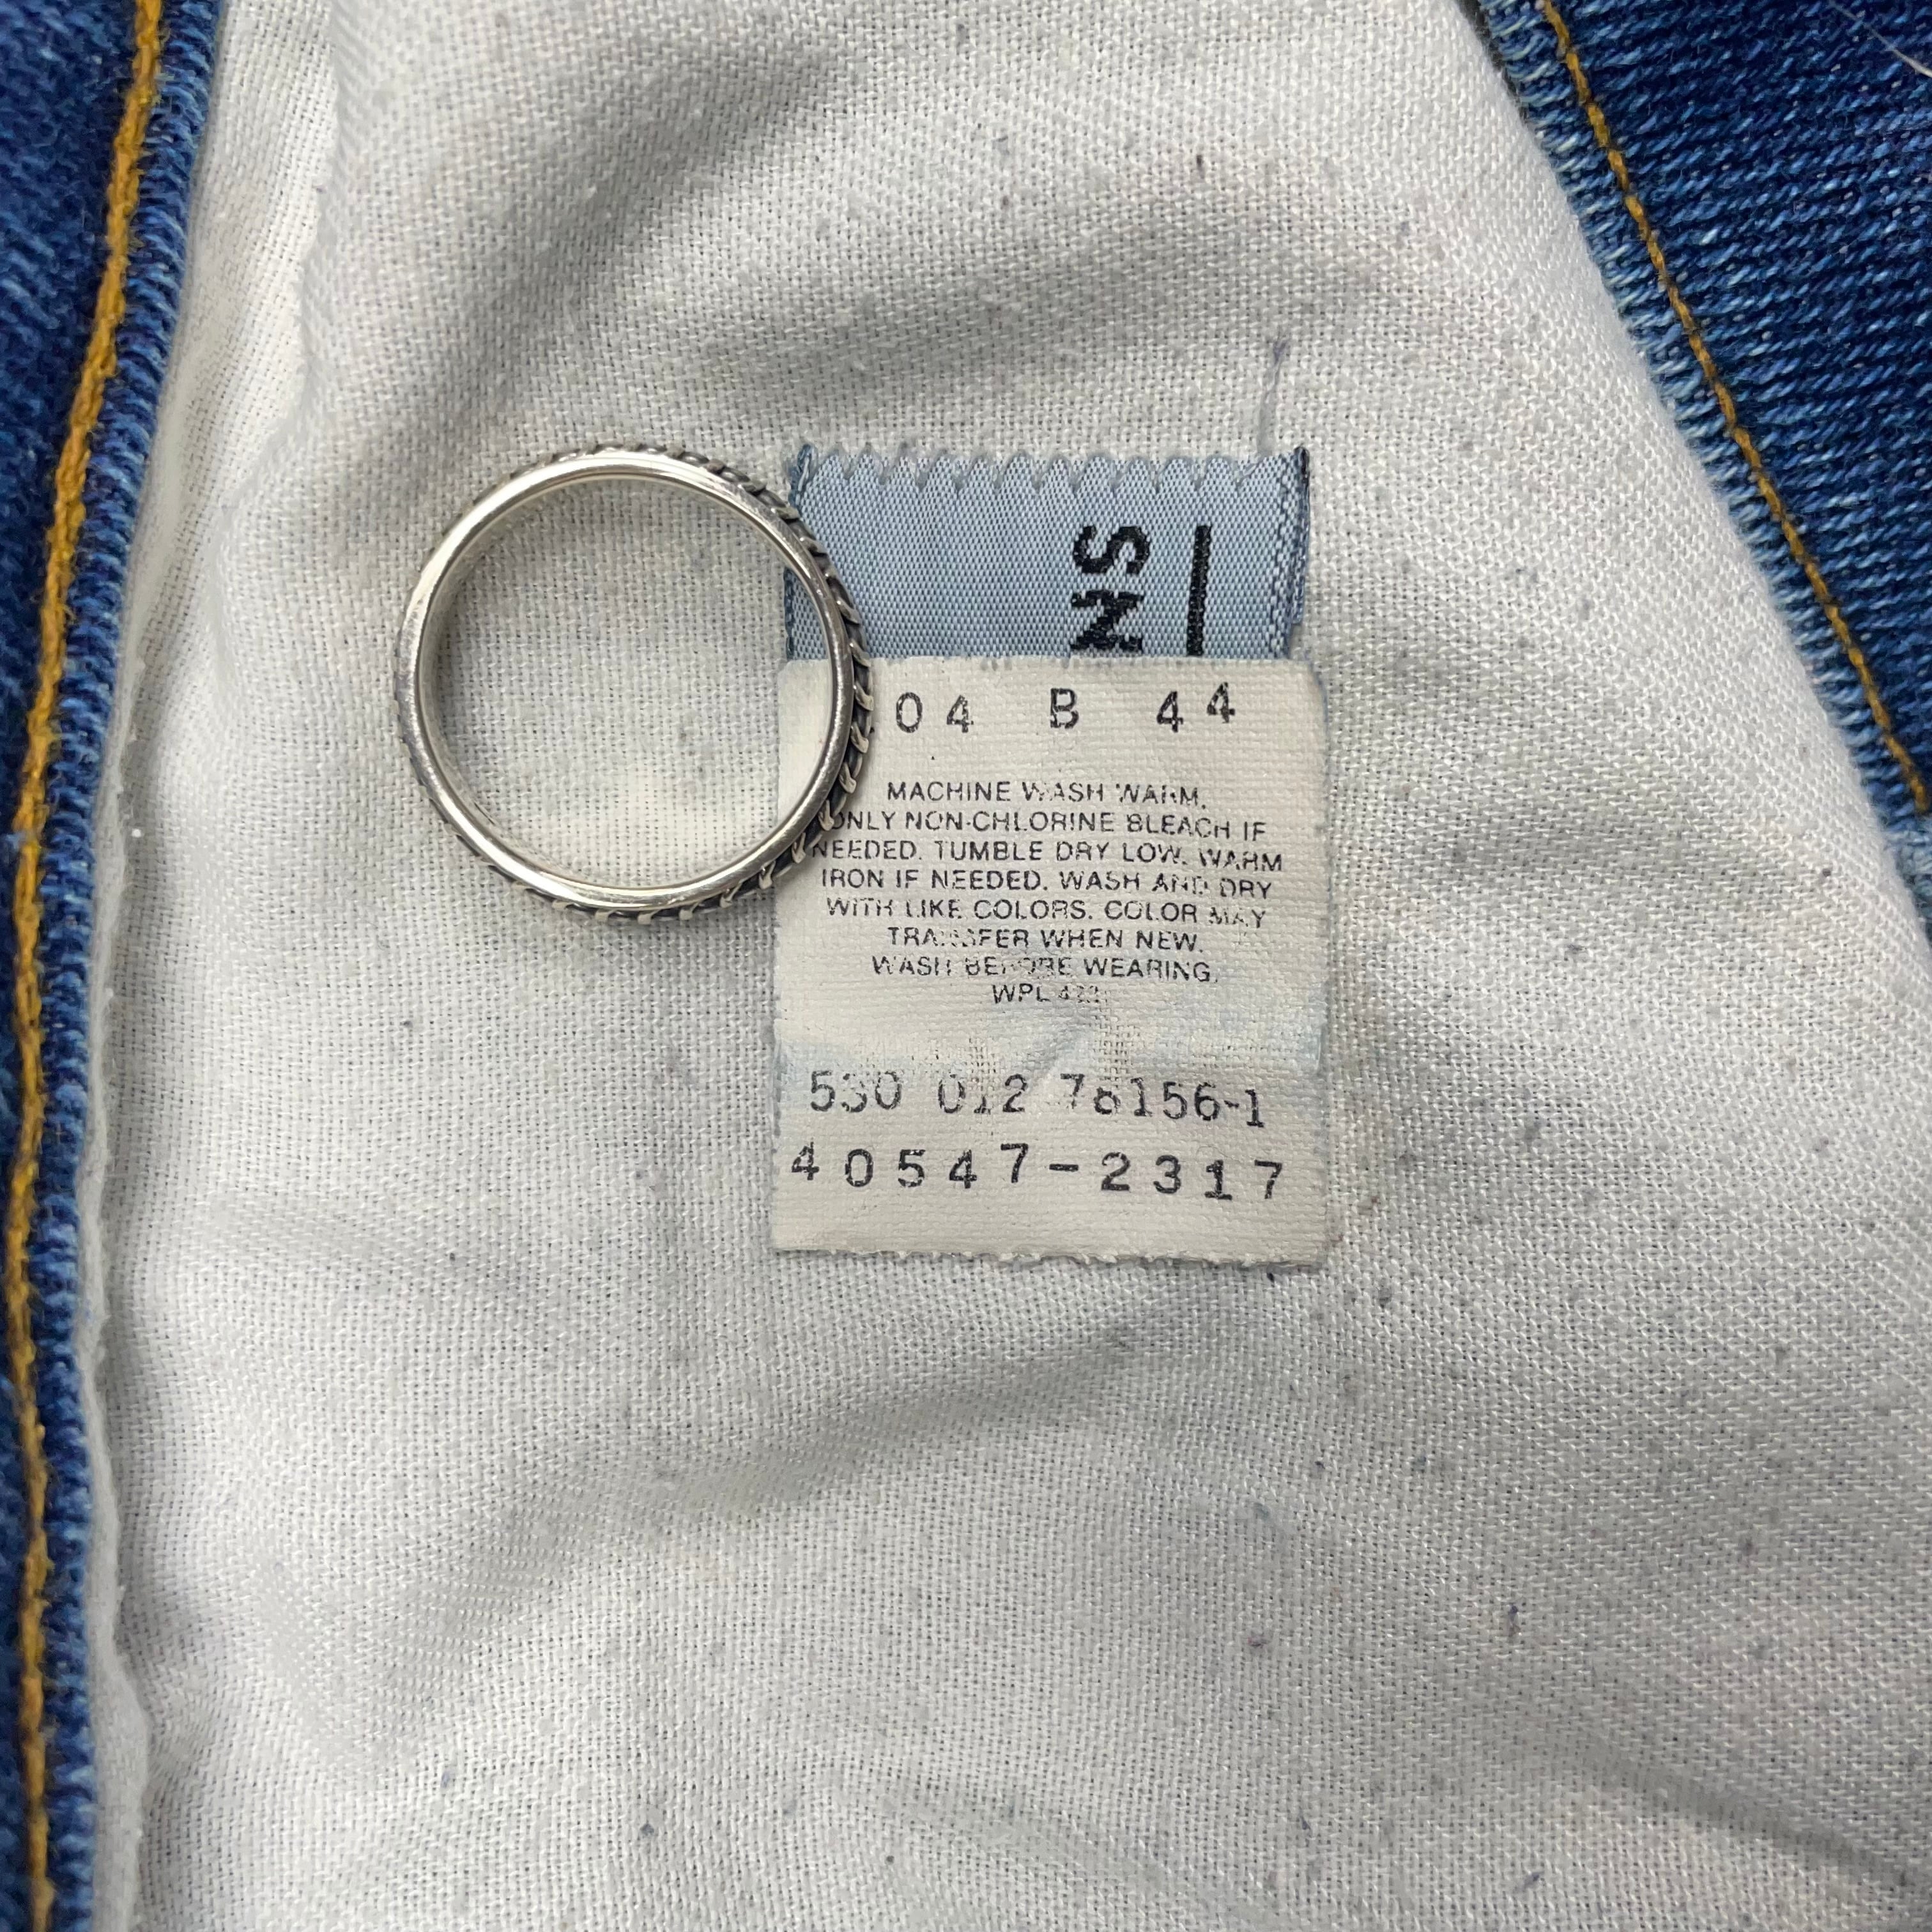 NS
04 B 44
MACHINE WASH WARM.
ONLY NON-CHLORINE BLEACH IF
NEEDED. TUMBLE DRY LOW. WARM
IRON IF NEEDED. WASH AND DRY
WITH LIKE COLORS. COLOR MAY
TRANSFER WHEN NEW.
WASH BEFORE WEARING.
WPL
530 012 78156-1
40547-2317